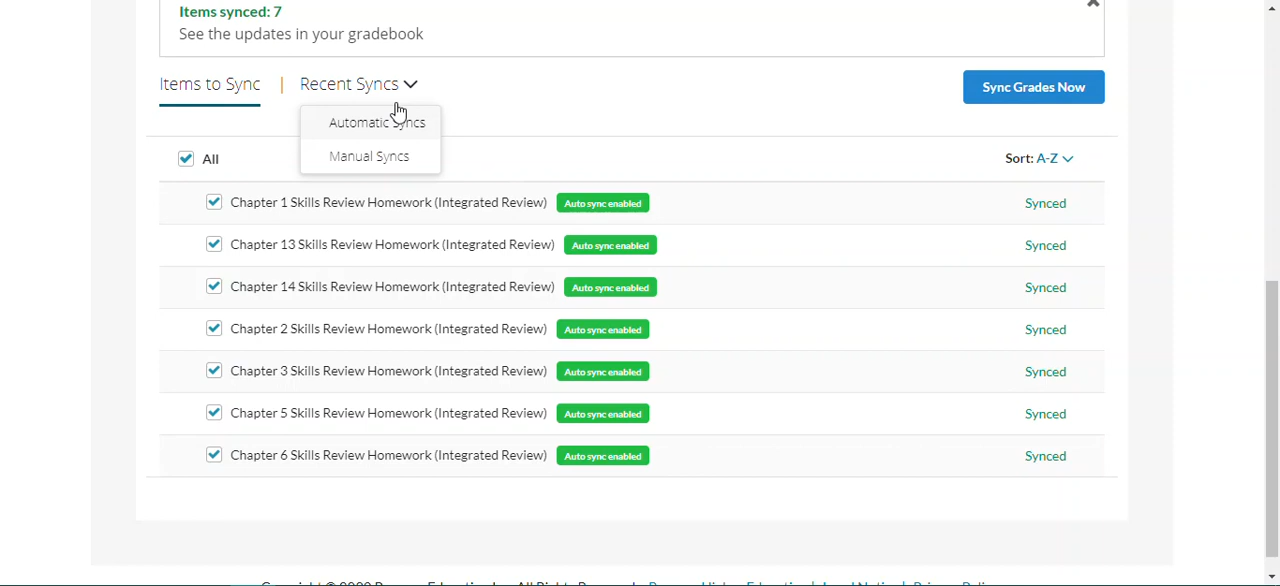 Items synced: 7
See the updates in your gradebook
Items to Sync | Recent Syncs
Sync Grades Now
Automatic Syncs
Manual Syncs
All
Sort: A-Z
Chapter 1 Skills Review Homework (Integrated Review) Auto sync enabled Synced
Chapter 13 Skills Review Homework (Integrated Review) Auto sync enabled Synced
Chapter 14 Skills Review Homework (Integrated Review) Auto sync enabled Synced
Chapter 2 Skills Review Homework (Integrated Review) Auto sync enabled Synced
Chapter 3 Skills Review Homework (Integrated Review) Auto sync enabled Synced
Chapter 5 Skills Review Homework (Integrated Review) Auto sync enabled Synced
Chapter 6 Skills Review Homework (Integrated Review) Auto sync enabled Synced